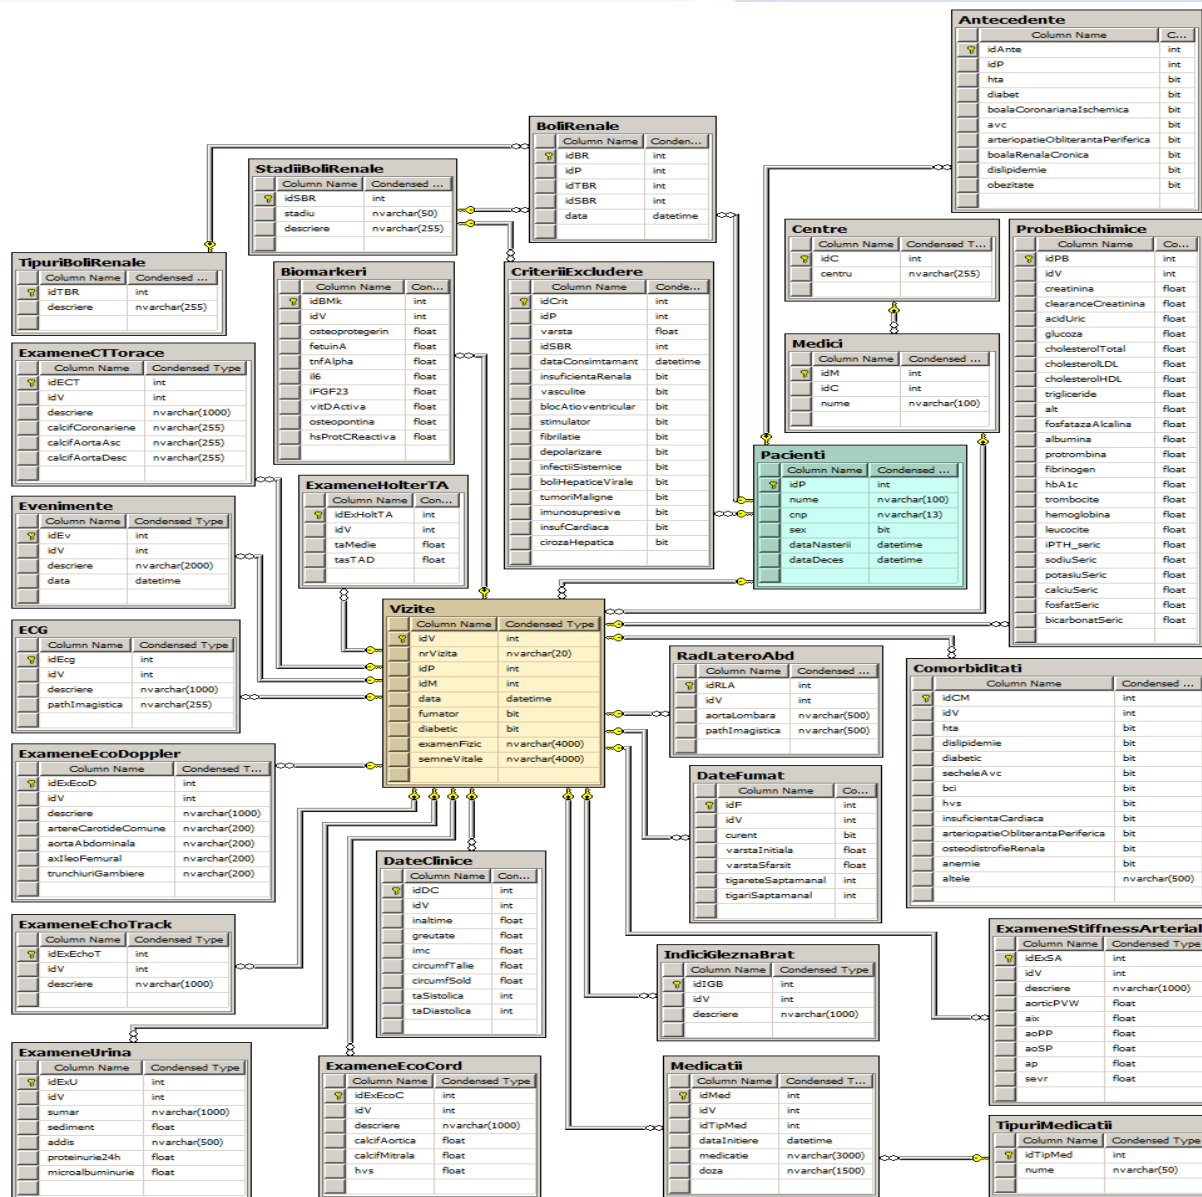 Antecedente
Column Name C...
idAnte int
idP int
hta bit
diabet bit
boalaCoronarianaIschemica bit
avc bit
arteriopatieObliterantaPeriferica bit
boalaRenalaCronica bit
dislipidemie bit
obezitate bit
BoliRenale
Column Name Conden...
idBR int
idP int
idTBR int
idSBR int
data datetime
StadiiBoliRenale
Column Name Condensed ...
idSBR int
stadiu nvarchar(50)
descriere nvarchar(255)
TipuriBoliRenale
Column Name Condensed ...
idTBR int
descriere nvarchar(255)
Biomarkeri
Column Name Con...
idBMk int
idV int
osteoprotegerin float
fetuinA float
tnfAlpha float
il6 float
iFGF23 float
vitDActiva float
osteopontina float
hsProtCReactiva float
CriteriiExcludere
Column Name Conde...
idCrit int
idP int
varsta float
idSBR int
dataConsimtamant datetime
insuficientaRenala bit
vasculite bit
blocAtioventricular bit
stimulator bit
fibrilatie bit
depolarizare bit
infectiiSistemice bit
boliHepaticeVirale bit
tumoriMaligne bit
imunosupresive bit
insufCardiaca bit
cirozaHepatica bit
Centre
Column Name Condensed T...
idC int
centru nvarchar(255)
Medici
Column Name Condensed ...
idM int
idC int
nume nvarchar(100)
ProbeBiochimice
Column Name Co...
idPB int
idV int
creatinina float
clearanceCreatinina float
acidUric float
glucoza float
cholesterolTotal float
cholesterolLDL float
cholesterolHDL float
trigliceride float
alt float
fosfatazaAlcalina float
albumina float
protrombina float
fibrinogen float
hbA1c float
trombocite float
hemoglobina float
leucocite float
iPTH_seric float
sodiuSeric float
potasiuSeric float
calciuSeric float
fosfatSeric float
bicarbonatSeric float
ExameneCTTorace
Column Name Condensed Type
idECT int
idV int
descriere nvarchar(1000)
calcifCoronariene nvarchar(255)
calcifAortaAsc nvarchar(255)
calcifAortaDesc nvarchar(255)
Pacienti
Column Name Condensed ...
idP int
nume nvarchar(100)
cnp nvarchar(13)
sex bit
dataNasterii datetime
dataDeces datetime
ExameneHolterTA
Column Name Con...
idExHoltTA int
idV int
taMedie float
tasTAD float
Evenimente
Column Name Condensed Type
idEv int
idV int
descriere nvarchar(2000)
data datetime
Vizite
Column Name Condensed Type
idV int
nrVizita nvarchar(20)
idP int
idM int
data datetime
fumator bit
diabetic bit
examenFizic nvarchar(4000)
semneVitale nvarchar(4000)
ECG
Column Name Condensed Type
idEcg int
idV int
descriere nvarchar(1000)
pathImagistica nvarchar(255)
RadLateroAbd
Column Name Condensed ...
idRLA int
idV int
aortaLombara nvarchar(500)
pathImagistica nvarchar(500)
Comorbiditati
Column Name Condensed ...
idCM int
idV int
hta bit
dislipidemie bit
diabetic bit
secheleAvc bit
bci bit
hvs bit
insuficientaCardiaca bit
arteriopatieObliterantaPeriferica bit
osteodistrofieRenala bit
anemie bit
altele nvarchar(500)
ExameneEcoDoppler
Column Name Condensed T...
idExEcoD int
idV int
descriere nvarchar(1000)
artereCarotideComune nvarchar(200)
aortaAbdominala nvarchar(200)
axIleoFemural nvarchar(200)
trunchiuriGambiere nvarchar(200)
DateFumat
Column Name Co...
idF int
idV int
curent bit
varstaInitiala float
varstaSfarsit float
tigareteSaptamanal int
tigariSaptamanal int
DateClinice
Column Name Con...
idDC int
idV int
inaltime float
greutate float
imc float
circumfTalie float
circumfSold float
taSistolica int
taDiastolica int
ExameneEchoTrack
Column Name Condensed Type
idExEchoT int
idV int
descriere nvarchar(1000)
IndiciGleznaBrat
Column Name Condensed Type
idIGB int
idV int
descriere nvarchar(1000)
ExameneStiffnessArterial
Column Name Condensed Type
idExSA int
idV int
descriere nvarchar(1000)
aorticPVW float
aix float
aoPP float
aoSP float
ap float
sevr float
ExameneUrina
Column Name Condensed Type
idExU int
idV int
sumar nvarchar(1000)
sediment float
addis nvarchar(500)
proteinurie24h float
microalbuminurie float
ExameneEcoCord
Column Name Condensed Type
idExEcoC int
idV int
descriere nvarchar(1000)
calcifAortica float
calcifMitrala float
hvs float
Medicatii
Column Name Condensed T...
idMed int
idV int
idTipMed int
dataInitiere datetime
medicatie nvarchar(3000)
doza nvarchar(1500)
TipuriMedicatii
Column Name Condensed Type
idTipMed int
nume nvarchar(50)